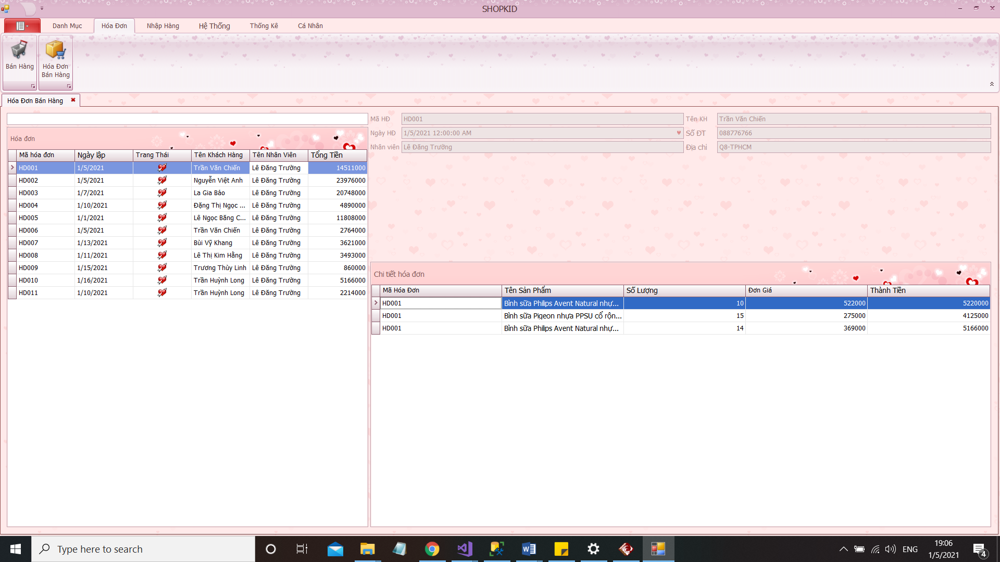 SHOPKID
Danh Mục Hóa Đơn Nhập Hàng Hệ Thống Thống Kê Cá Nhân
Bán Hàng
Hóa Đơn
Bán Hàng
Hóa Đơn Bán Hàng
Mã HĐ HD001 Tên KH Trần Văn Chiến
Ngày HĐ 1/5/2021 12:00:00 AM Số ĐT 088776766
Nhân viên Lê Đăng Trường Địa chỉ Q8-TPHCM
Hóa đơn
Mã hóa đơn Ngày lập Trang Thái Tên Khách Hàng Tên Nhân Viên Tổng Tiền
HD001 1/5/2021 Trần Văn Chiến Lê Đăng Trường 14511000
HD002 1/5/2021 Nguyễn Việt Anh Lê Đăng Trường 23976000
HD003 1/7/2021 La Gia Bảo Lê Đăng Trường 20748000
HD004 1/10/2021 Đặng Thị Ngọc ... Lê Đăng Trường 4890000
HD005 1/1/2021 Lê Ngọc Băng C... Lê Đăng Trường 11808000
HD006 1/5/2021 Trần Văn Chiến Lê Đăng Trường 2764000
HD007 1/13/2021 Bùi Vỹ Khang Lê Đăng Trường 3621000
HD008 1/11/2021 Lê Thị Kim Hằng Lê Đăng Trường 3493000
HD009 1/15/2021 Trương Thùy Linh Lê Đăng Trường 860000
HD010 1/16/2021 Trần Huỳnh Long Lê Đăng Trường 5166000
HD011 1/10/2021 Trần Huỳnh Long Lê Đăng Trường 2214000
Chi tiết hóa đơn
Mã Hóa Đơn Tên Sản Phẩm Số Lượng Đơn Giá Thành Tiền
HD001 Bình sữa Philips Avent Natural nhự... 10 522000 5220000
HD001 Bình sữa Pigeon nhựa PPSU cổ rộn... 15 275000 4125000
HD001 Bình sữa Philips Avent Natural nhự... 14 369000 5166000
Type here to search
ENG
19:06
1/5/2021
4